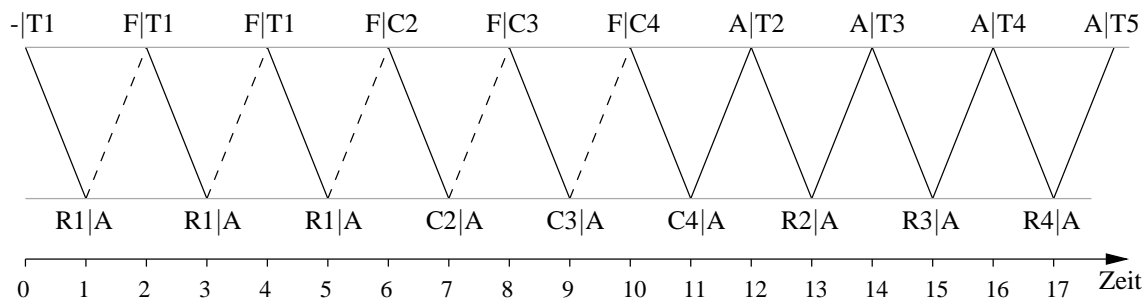 -|T1 F|T1 F|T1 F|C2 F|C3 F|C4 A|T2 A|T3 A|T4 A|T5
R1|A R1|A R1|A C2|A C3|A C4|A R2|A R3|A R4|A
0 1 2 3 4 5 6 7 8 9 10 11 12 13 14 15 16 17 Zeit